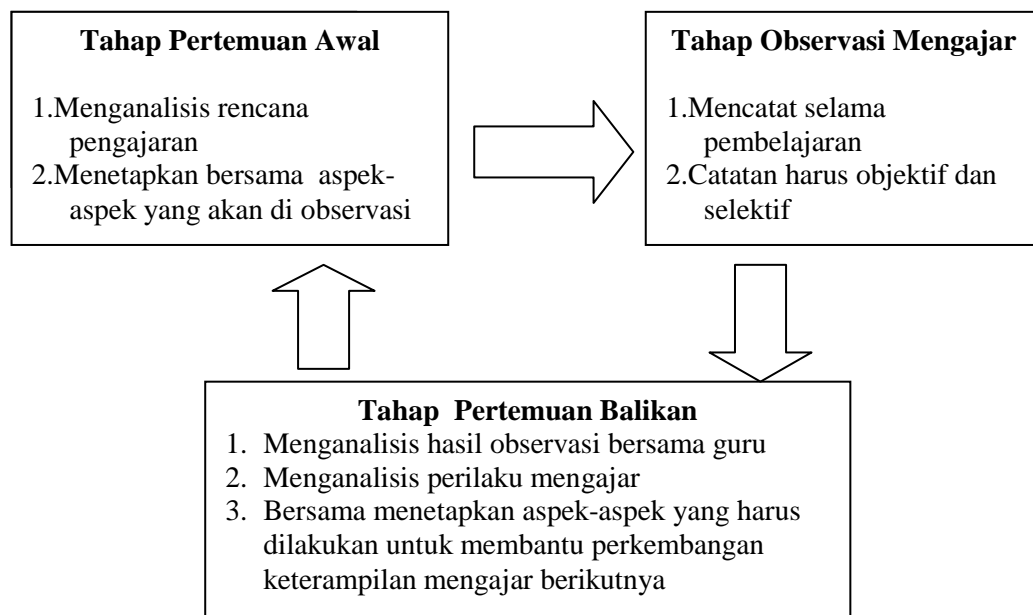 Tahap Pertemuan Awal
1.Menganalisis rencana
pengajaran
2.Menetapkan bersama aspek-
aspek yang akan di observasi
Tahap Observasi Mengajar
1.Mencatat selama
pembelajaran
2.Catatan harus objektif dan
selektif
Tahap Pertemuan Balikan
1. Menganalisis hasil observasi bersama guru
2. Menganalisis perilaku mengajar
3. Bersama menetapkan aspek-aspek yang harus
dilakukan untuk membantu perkembangan
keterampilan mengajar berikutnya